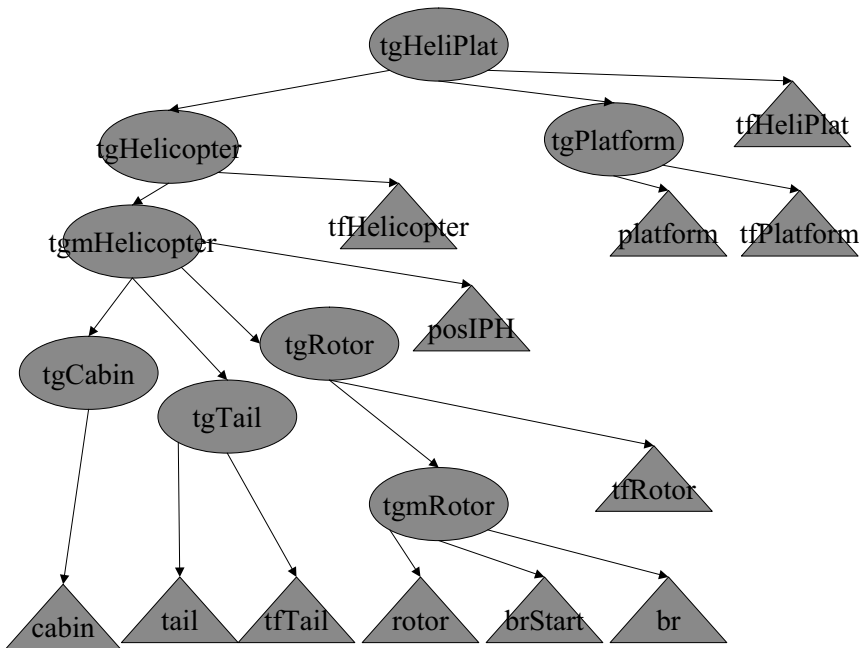 tgHeliPlat
tfHeliPlat
tgHelicopter
tgPlatform
tfHelicopter
platform
tfPlatform
tgmHelicopter
posIPH
tgRotor
tgCabin
tgTail
tfRotor
tgmRotor
cabin
tail
tfTail
rotor
brStart
br